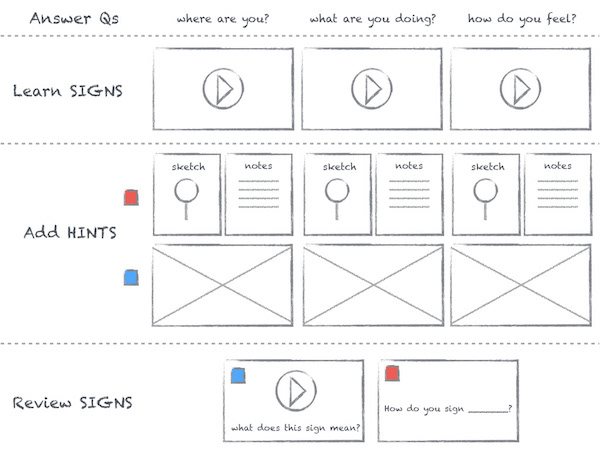 Answer Qs where are you? what are you doing? how do you feel?
Learn SIGNS
sketch notes sketch notes sketch notes
Add HINTS
Review SIGNS
what does this sign mean?
How do you sign ________?